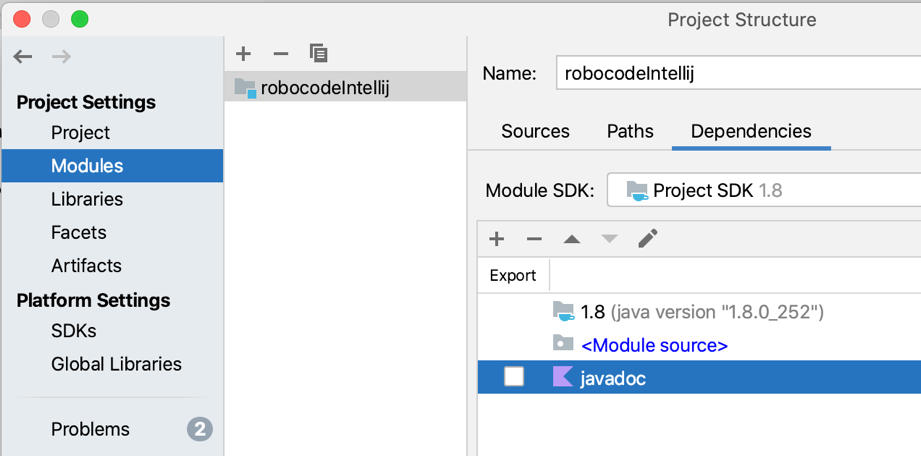 Project Structure
Project Settings
Project
Modules
Libraries
Facets
Artifacts
Platform Settings
SDKs
Global Libraries
Problems 2
robocodeIntellij
Name: robocodeIntellij
Sources Paths Dependencies
Module SDK: Project SDK 1.8
Export
1.8 (java version "1.8.0_252")
<Module source>
javadoc